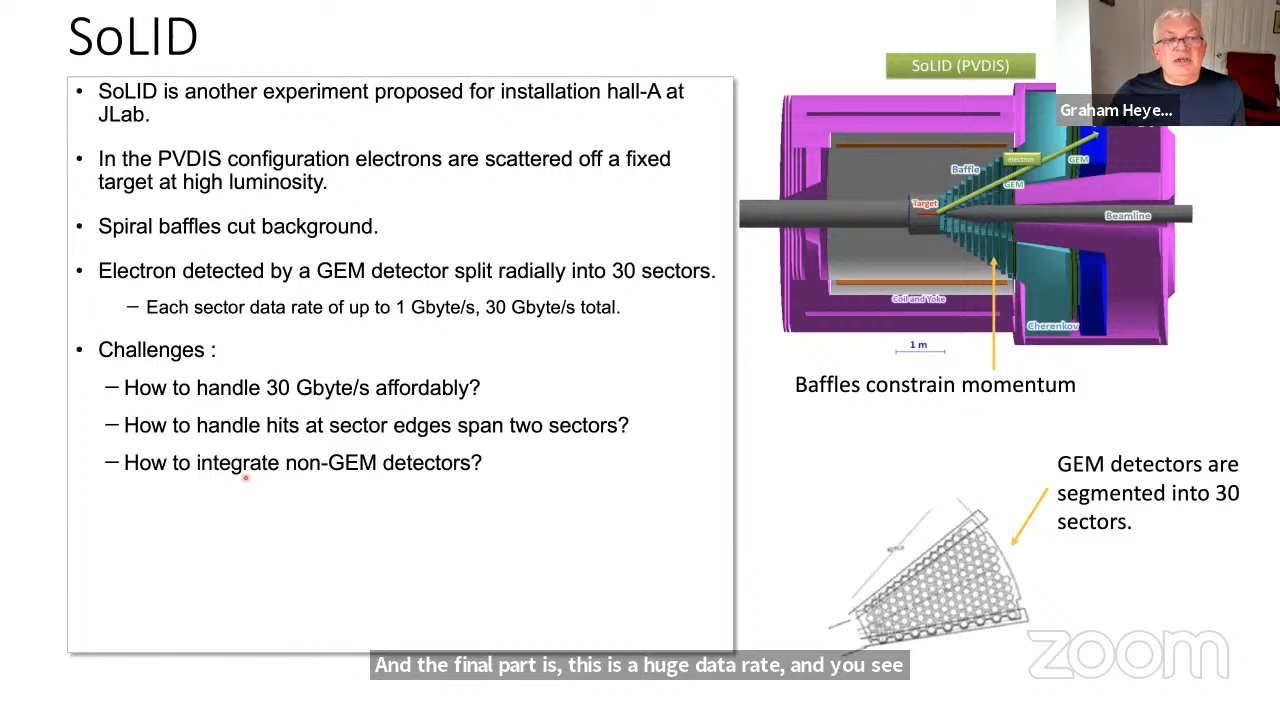 SoLID
• SoLID is another experiment proposed for installation hall-A at
JLab.
• In the PVDIS configuration electrons are scattered off a fixed
target at high luminosity.
• Spiral baffles cut background.
• Electron detected by a GEM detector split radially into 30 sectors.
– Each sector data rate of up to 1 Gbyte/s, 30 Gbyte/s total.
• Challenges :
– How to handle 30 Gbyte/s affordably?
– How to handle hits at sector edges span two sectors?
– How to integrate non-GEM detectors?
SoLID (PVDIS)
Graham Heye...
electron
GEM
Baffle
GEM
Target
Beamline
Coil and Yoke
Cherenkov
1 m
Baffles constrain momentum
GEM detectors are
segmented into 30
sectors.
And the final part is, this is a huge data rate, and you see
zoom